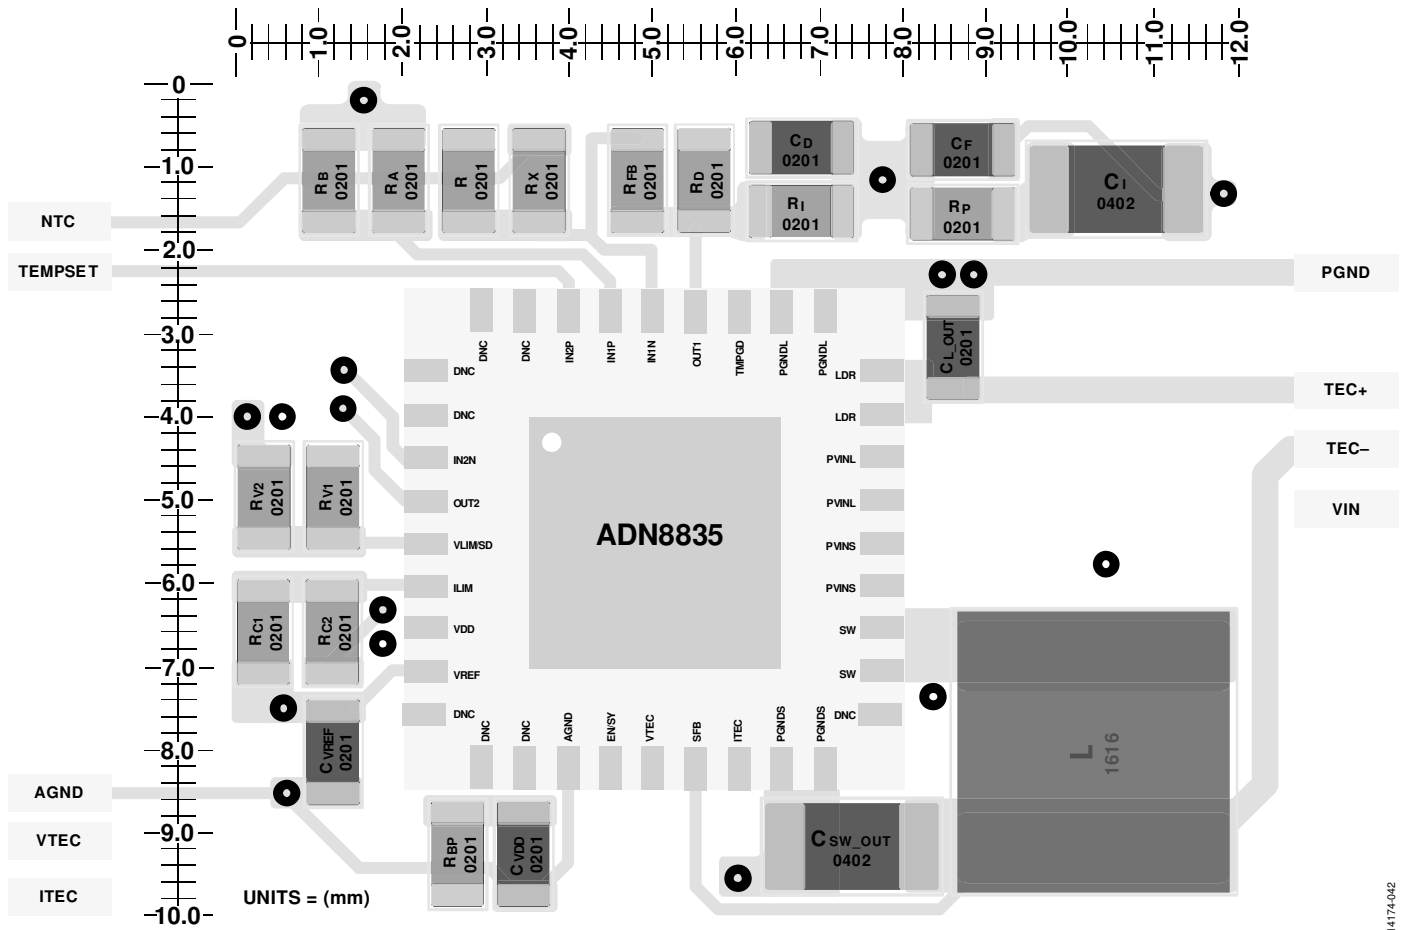 0 1.0 2.0 3.0 4.0 5.0 6.0 7.0 8.0 9.0 10.0 11.0 12.0
0
1.0
2.0
3.0
4.0
5.0
6.0
7.0
8.0
9.0
10.0
NTC
TEMPSET
AGND
VTEC
ITEC
PGND
TEC+
TEC–
VIN
RB
0201
RA
0201
R
0201
RX
0201
RFB
0201
RD
0201
CD
0201
RI
0201
CF
0201
RP
0201
CI
0402
CL_OUT
0201
DNC
DNC
IN2P
IN1P
IN1N
OUT1
TMPGD
PGNDL
PGNDL
DNC
DNC
IN2N
OUT2
VLIM/SD
ILIM
VDD
VREF
DNC
LDR
LDR
PVINL
PVINL
PVINS
PVINS
SW
SW
DNC
DNC
DNC
AGND
EN/SY
VTEC
SFB
ITEC
PGNDS
PGNDS
ADN8835
RV2
0201
RV1
0201
RC1
0201
RC2
0201
CVREF
0201
RBP
0201
CVDD
0201
CSW_OUT
0402
L
1616
UNITS = (mm)
14174-042